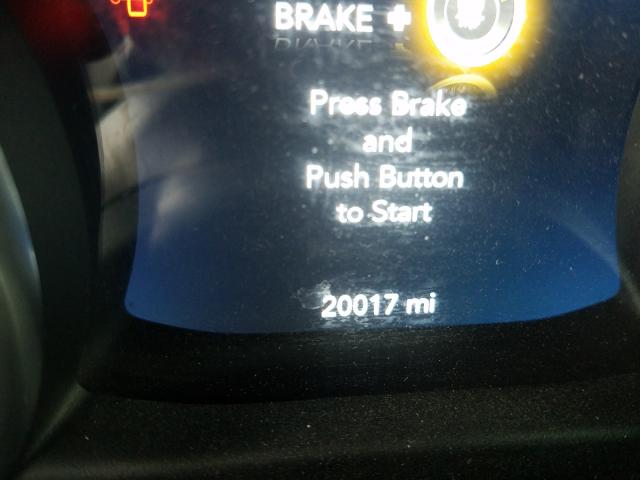 BRAKE +
Press Brake
and
Push Button
to Start
20017 mi